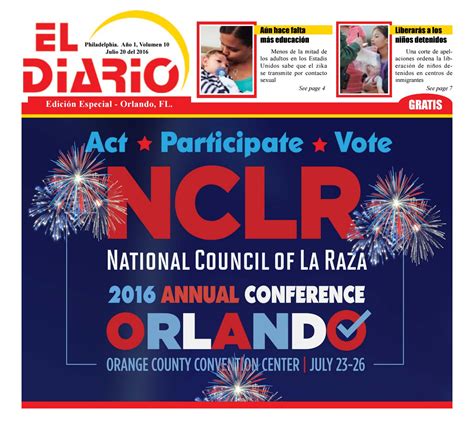 EL
DiARiO
Philadelphia. Año 1, Volumen 10
Julio 20 del 2016
Aún hace falta
más educación
Menos de la mitad de
los adultos en los Estadio
Unidos sabe que el zika
se transmite por contacto
sexual
See page 4
Liberarás a los
niños detenidos
Una corte de apel-
aciones ordena la lib-
eración de niños de-
tenidos en centros de
inmigrantes
See page 7
Edición Especial - Orlando, FL.
GRATIS
Act ★ Participate ★ Vote
NCLR
NATIONAL COUNCIL OF LA RAZA
2016 ANNUAL CONFERENCE
ORLANDO
ORANGE COUNTY CONVENTION CENTER | JULY 23-26